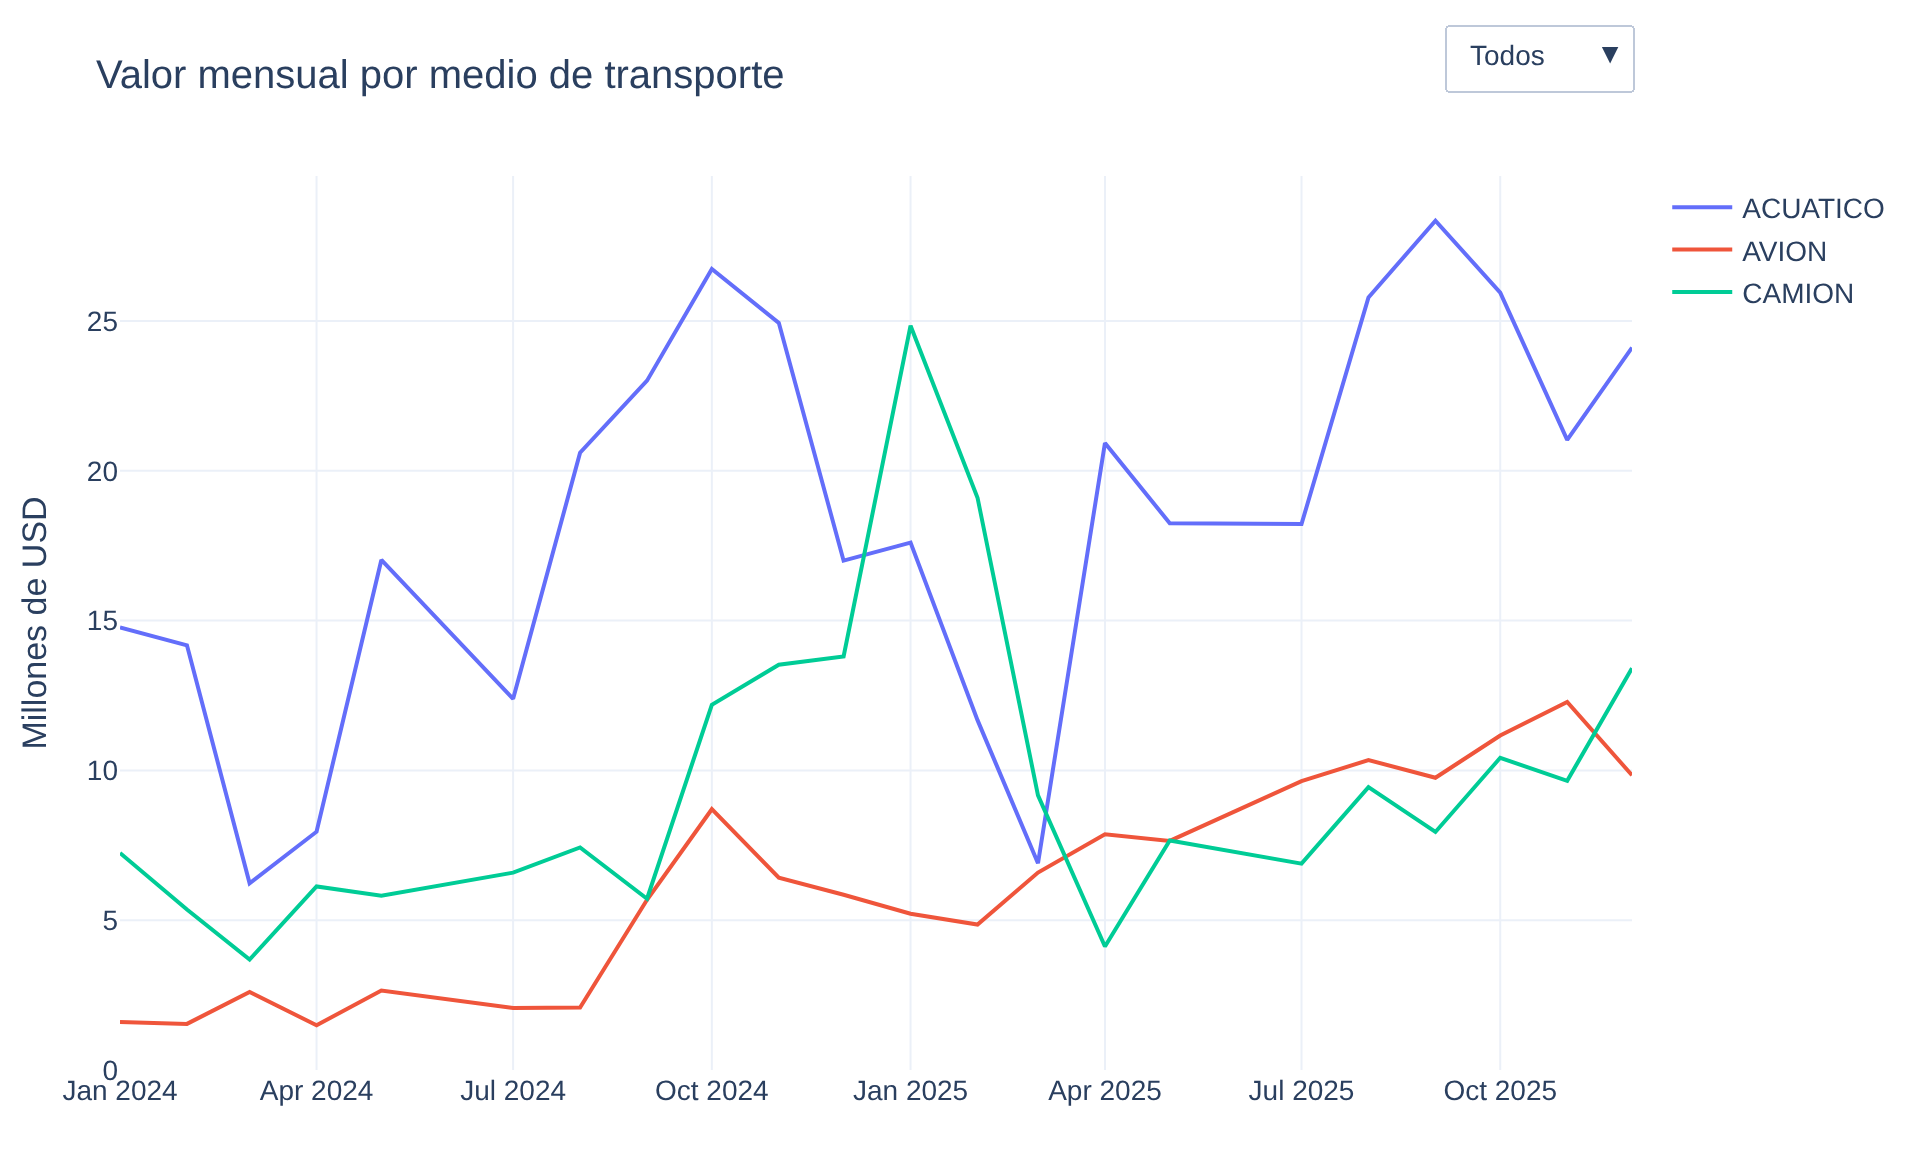 Valor mensual por medio de transporte
Todos ▼
ACUATICO
AVION
CAMION
Millones de USD
25
20
15
10
5
0
Jan 2024 Apr 2024 Jul 2024 Oct 2024 Jan 2025 Apr 2025 Jul 2025 Oct 2025